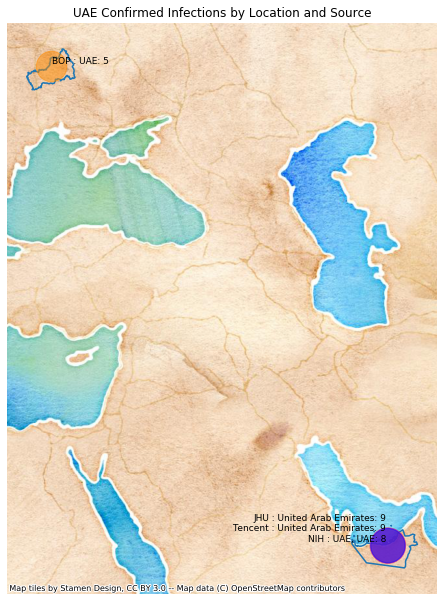 UAE Confirmed Infections by Location and Source
BOP : UAE: 5
JHU : United Arab Emirates: 9
Tencent : United Arab Emirates: 9
NIH : UAE, UAE: 8
Map tiles by Stamen Design, CC BY 3.0 -- Map data (C) OpenStreetMap contributors